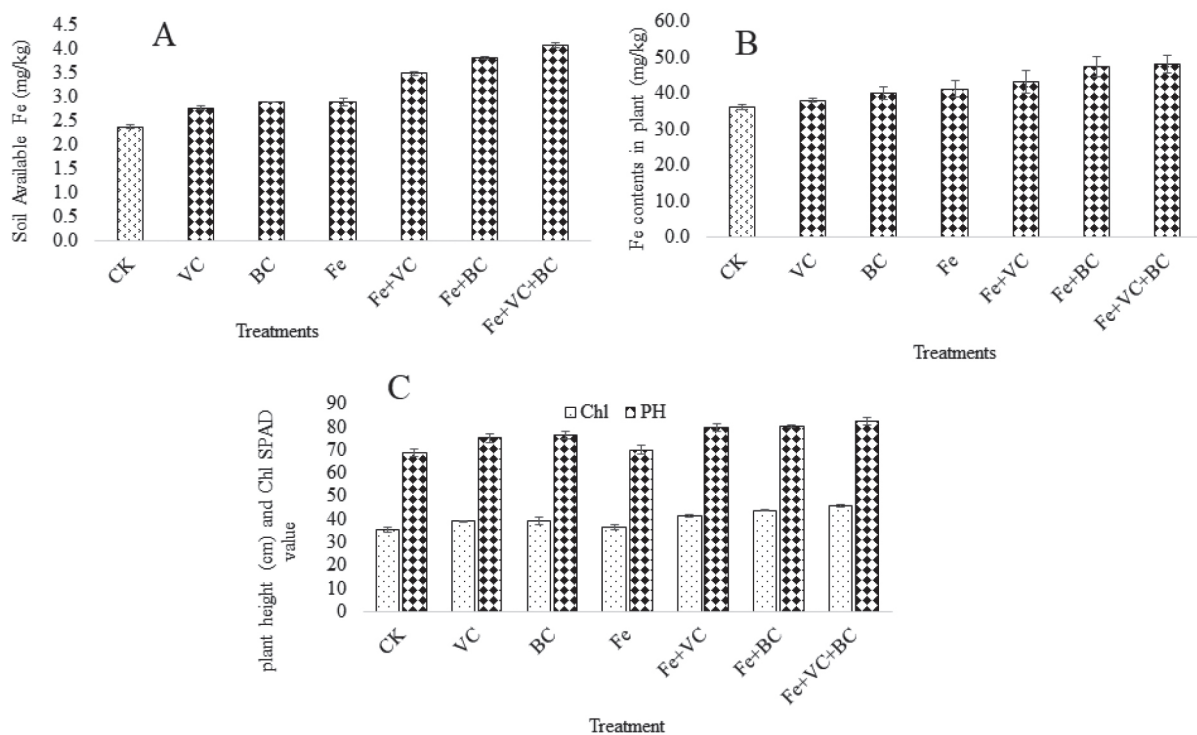 A
Soil Available Fe (mg/kg)
4.5
4.0
3.5
3.0
2.5
2.0
1.5
1.0
0.5
0.0
CK
VC
BC
Fe
Fe+VC
Fe+BC
Fe+VC+BC
Treatments
B
Fe contents in plant (mg/kg)
60.0
50.0
40.0
30.0
20.0
10.0
0.0
CK
VC
BC
Fe
Fe+VC
Fe+BC
Fe+VC+BC
Treatments
C
Chl PH
plant height (cm) and Chl SPAD
value
90
80
70
60
50
40
30
20
10
0
CK
VC
BC
Fe
Fe+VC
Fe+BC
Fe+VC+BC
Treatment